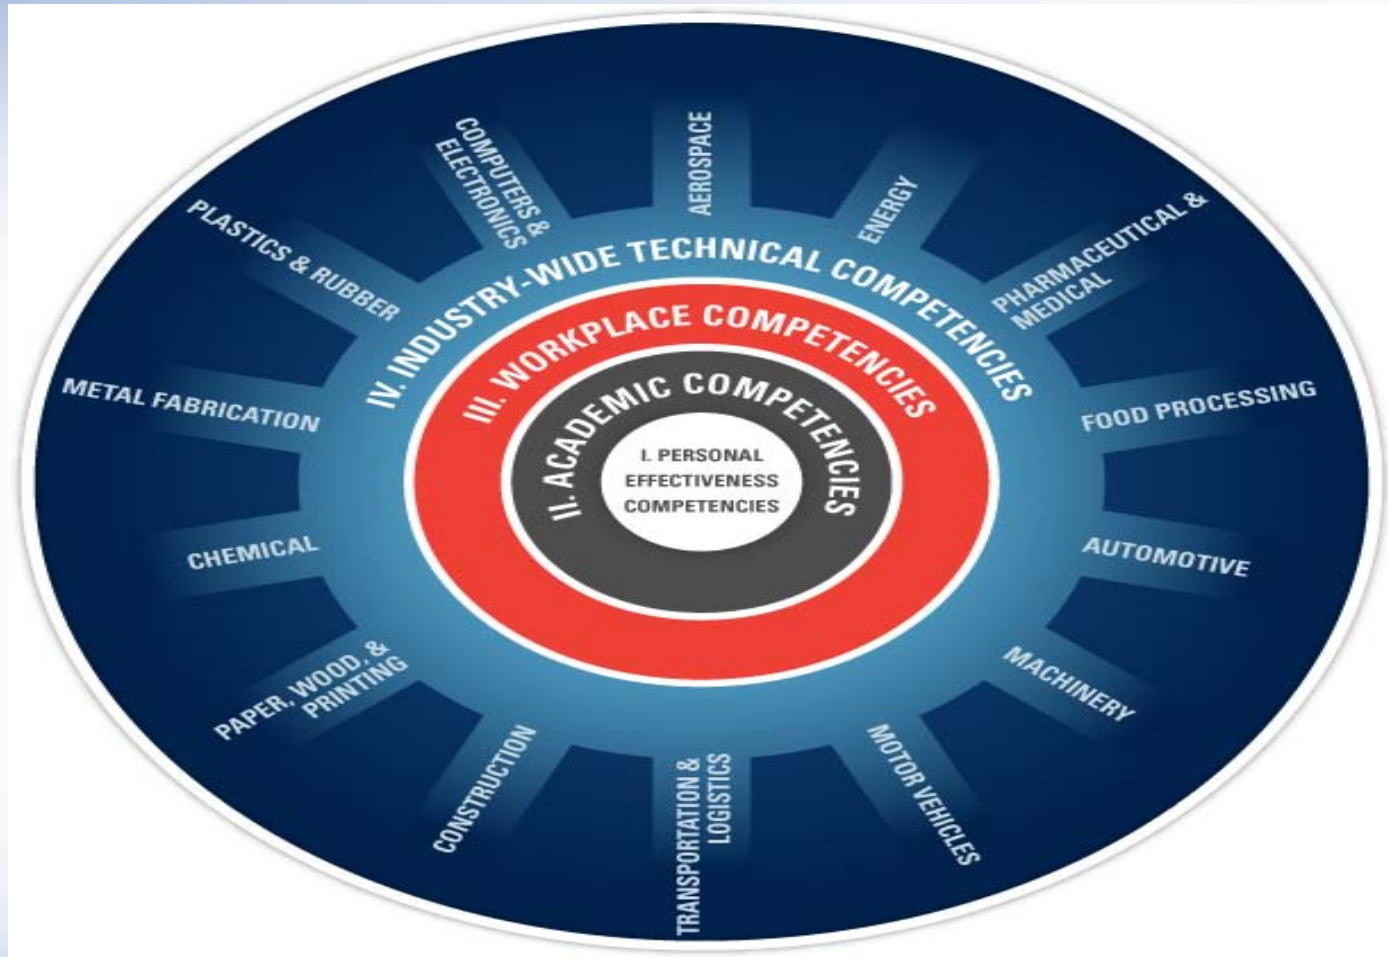 AEROSPACE
ENERGY
PHARMACEUTICAL &
MEDICAL
FOOD PROCESSING
AUTOMOTIVE
MACHINERY
MOTOR VEHICLES
TRANSPORTATION &
LOGISTICS
CONSTRUCTION
PAPER, WOOD, &
PRINTING
CHEMICAL
METAL FABRICATION
PLASTICS & RUBBER
COMPUTERS &
ELECTRONICS
IV. INDUSTRY-WIDE TECHNICAL COMPETENCIES
III. WORKPLACE COMPETENCIES
II. ACADEMIC COMPETENCIES
I. PERSONAL
EFFECTIVENESS
COMPETENCIES